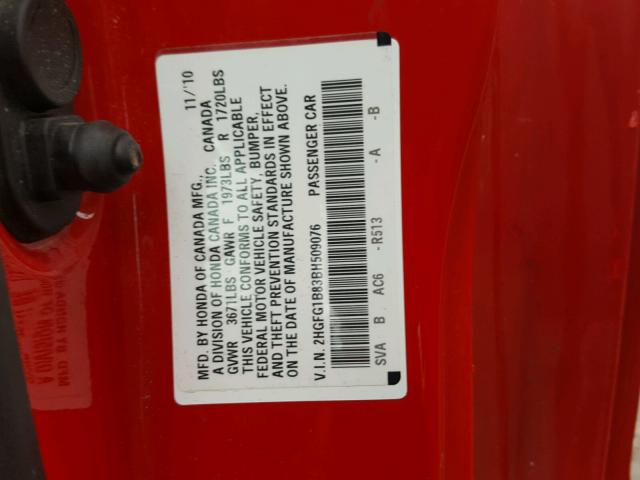 MFD. BY HONDA OF CANADA MFG., 11/'10
A DIVISION OF HONDA CANADA INC. CANADA
GVWR 3671LBS GAWR F 1973LBS R 1720LBS
THIS VEHICLE CONFORMS TO ALL APPLICABLE
FEDERAL MOTOR VEHICLE SAFETY, BUMPER,
AND THEFT PREVENTION STANDARDS IN EFFECT
ON THE DATE OF MANUFACTURE SHOWN ABOVE.
V.I.N. 2HGFG1B83BH509076 PASSENGER CAR
SVA B AC6 -R513 -A -B